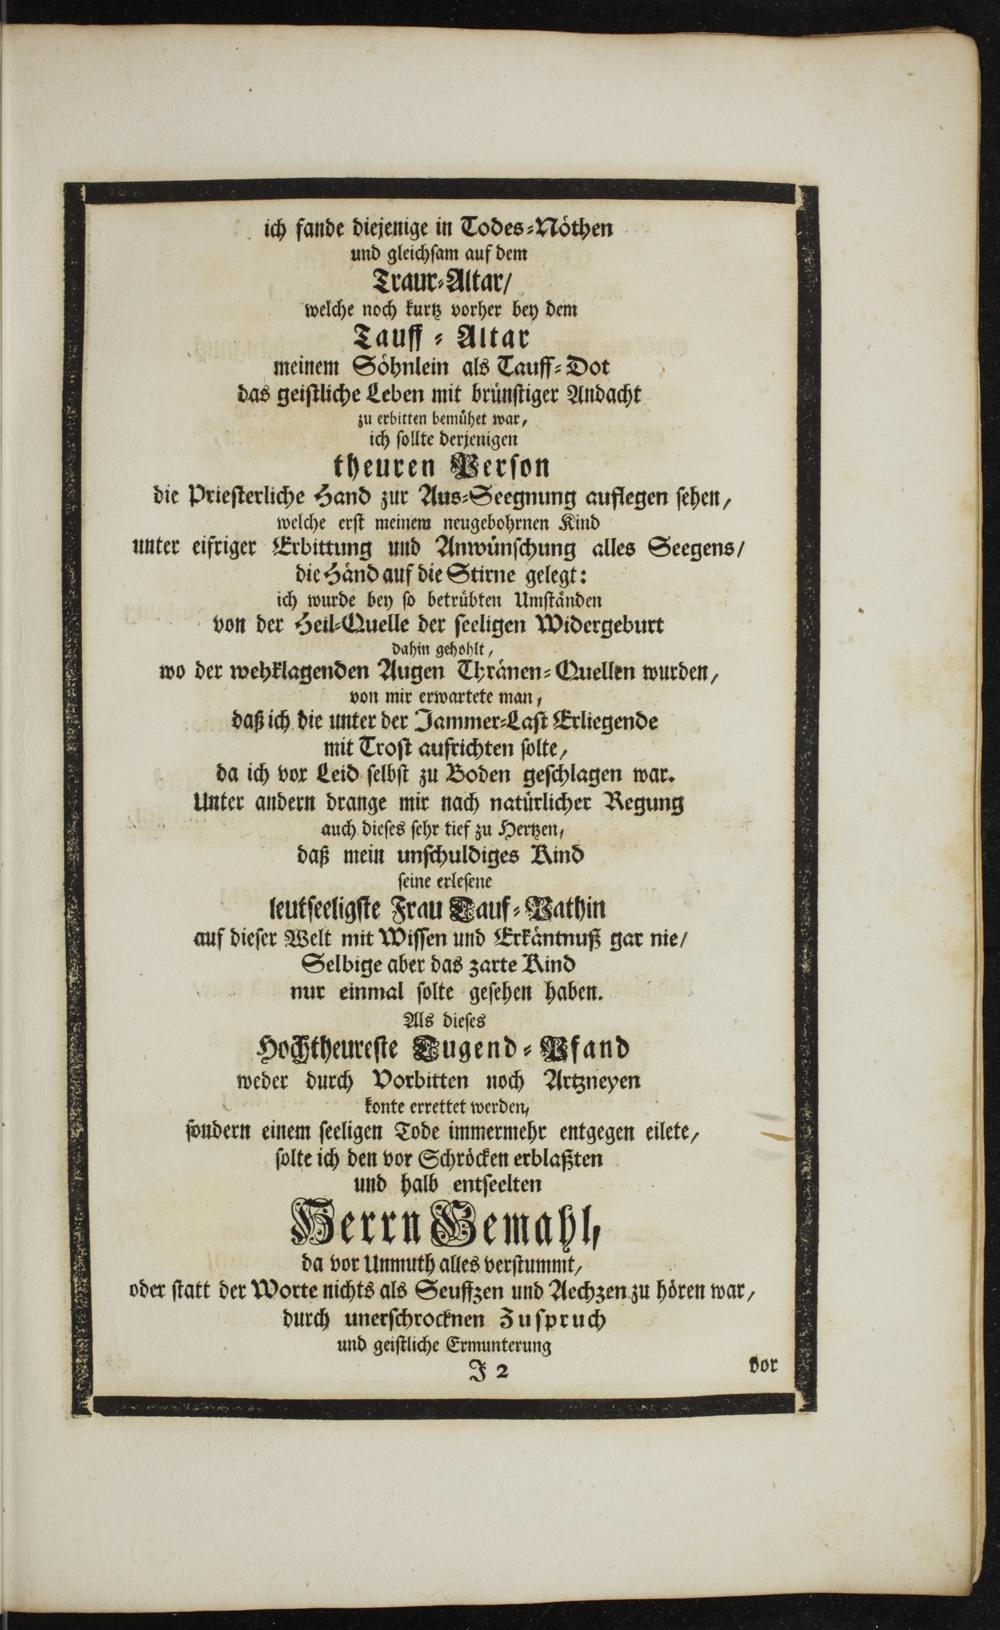 ich fande diejenige in Todes-Nöthen
und gleichsam auf dem
Traur-Altar/
welche noch kurtz vorher bey dem
Tauff - Altar
meinem Söhnlein als Tauff-Dot
das geistliche Leben mit brünstiger Andacht
zu erbitten bemühet war,
ich sollte derjenigen
theuren Person
die Priesterliche Hand zur Aus-Seegnung auflegen sehen,
welche erst meinem neugebohrnen Kind
unter eifriger Erbittung und Anwünschung alles Seegens/
die Händ auf die Stirne gelegt:
ich wurde bey so betrübten Umständen
von der Heil-Quelle der seeligen Widergeburt
dahin gehohlt,
wo der wehklagenden Augen Thränen-Quellen wurden,
von mir erwartete man,
daß ich die unter der Jammer-Last Erliegende
mit Trost aufrichten solte,
da ich vor Leid selbst zu Boden geschlagen war.
Unter andern drange mir nach natürlicher Regung
auch dieses sehr tief zu Hertzen,
daß mein unschuldiges Kind
seine erlesene
leutseeligste Frau Tauf-Pathin
auf dieser Welt mit Wissen und Erkäntnuß gar nie/
Selbige aber das zarte Kind
nur einmal solte gesehen haben.
Als dieses
Hochtheureste Tugend-Pfand
weder durch Vorbitten noch Artzneyen
konte errettet werden,
sondern einem seeligen Tode immermehr entgegen eilete,
solte ich den vor Schröcken erblaßten
und halb entseelten
Herrn Gemahl,
da vor Unmuth alles verstummt,
oder statt der Worte nichts als Seuffzen und Aechzen zu hören war,
durch unerschrocknen Zuspruch
und geistliche Ermunterung
J 2
vor